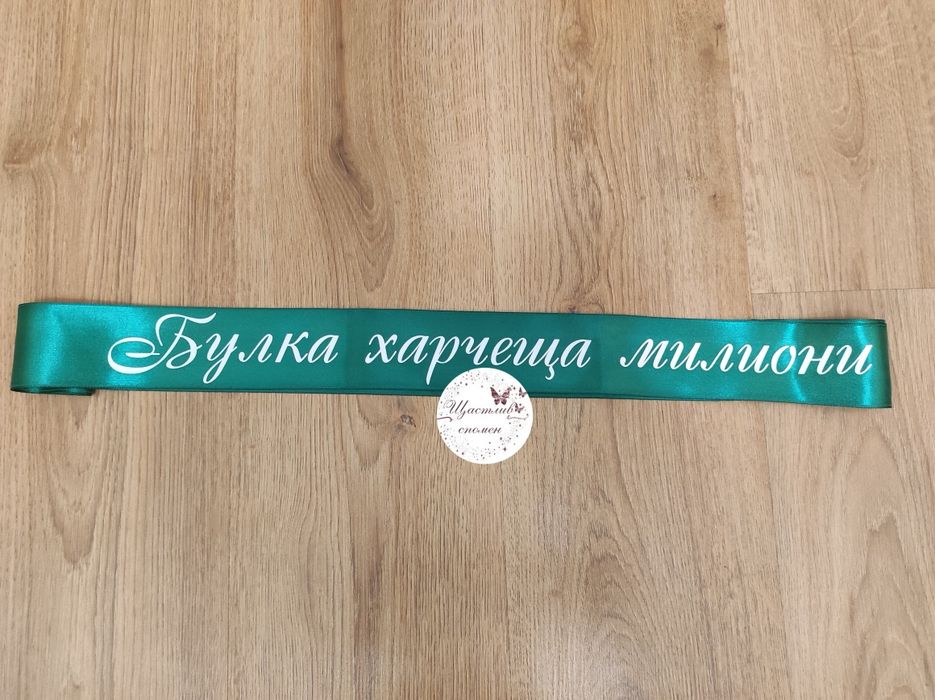 Булка харчеща милиони
Щастлив
спомен